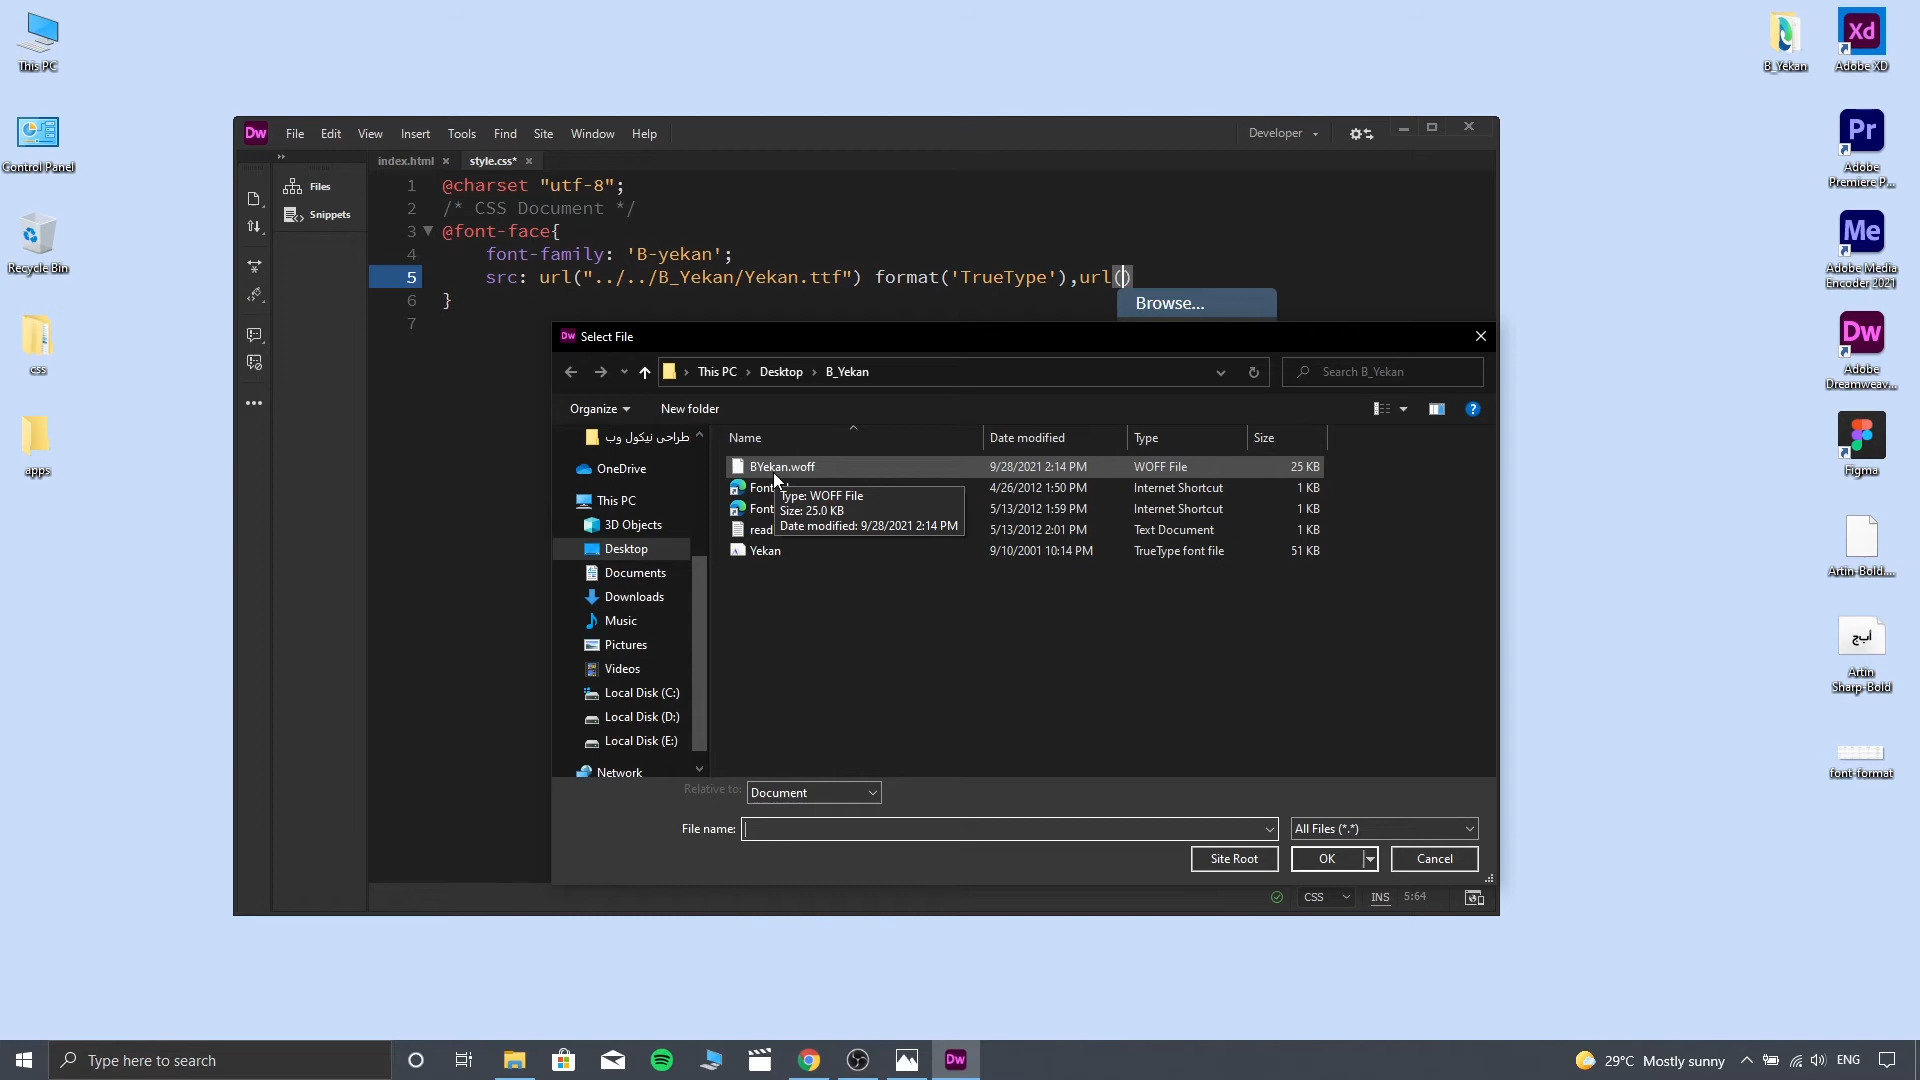 This PC
Control Panel
Recycle Bin
css
apps
B_Yekan
Xd
Adobe XD
Pr
Adobe
Premiere P...
Me
Adobe Media
Encoder 2021
Dw
Adobe
Dreamweav...
Figma
Artin-Bold....
أبج
Artin
Sharp-Bold
font-format
Dw File Edit View Insert Tools Find Site Window Help Developer
index.html × style.css* ×
Files
Snippets
1 @charset "utf-8";
2 /* CSS Document */
3 @font-face{
4 font-family: 'B-yekan';
5 src: url("../../B_Yekan/Yekan.ttf") format('TrueType'),url()
6 }
7
Browse...
Dw Select File
This PC › Desktop › B_Yekan
Search B_Yekan
Organize New folder
طراحی نیکول وب
OneDrive
This PC
3D Objects
Desktop
Documents
Downloads
Music
Pictures
Videos
Local Disk (C:)
Local Disk (D:)
Local Disk (E:)
Network
Name Date modified Type Size
BYekan.woff 9/28/2021 2:14 PM WOFF File 25 KB
Font 4/26/2012 1:50 PM Internet Shortcut 1 KB
Font 5/13/2012 1:59 PM Internet Shortcut 1 KB
read 5/13/2012 2:01 PM Text Document 1 KB
Yekan 9/10/2001 10:14 PM TrueType font file 51 KB
Type: WOFF File
Size: 25.0 KB
Date modified: 9/28/2021 2:14 PM
Relative to: Document
File name: All Files (*.*)
Site Root OK Cancel
CSS INS 5:64
Type here to search
Dw
29°C Mostly sunny ENG